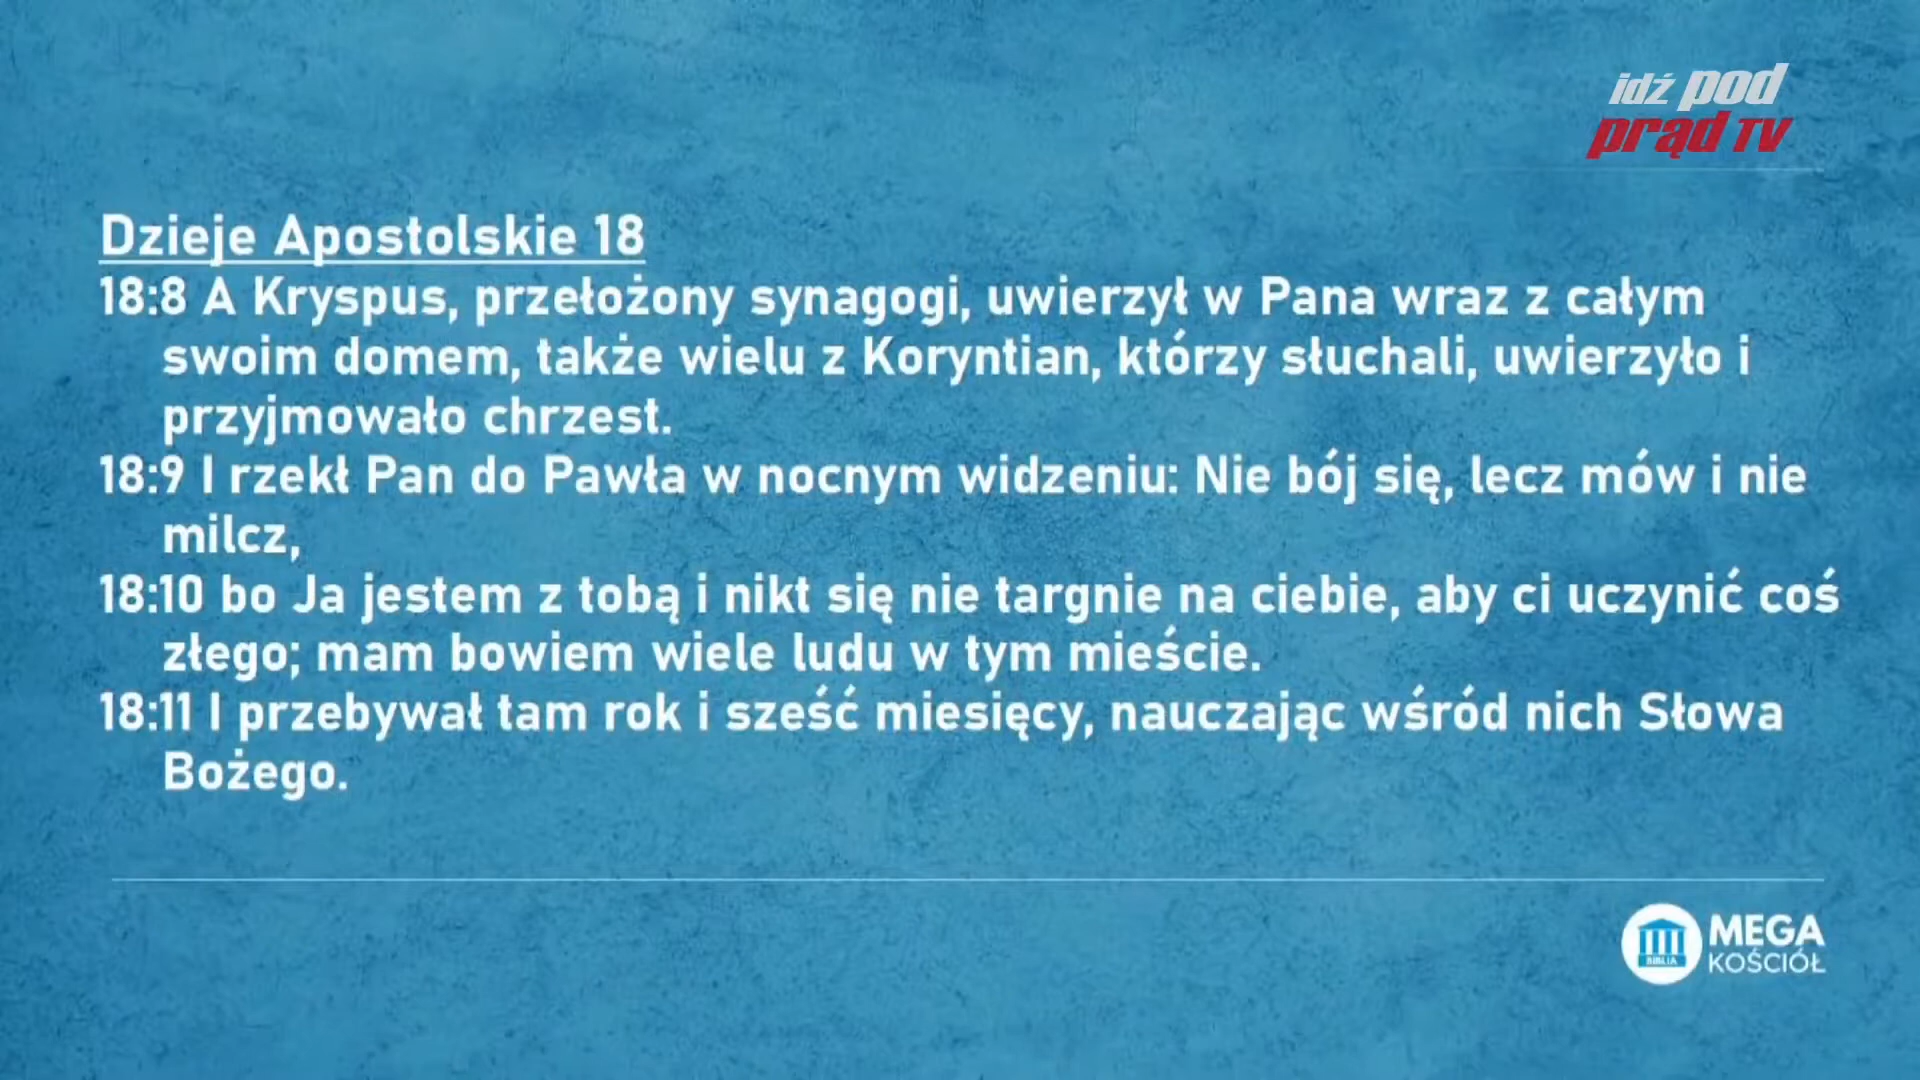 idź pod
prąd TV
Dzieje Apostolskie 18
18:8 A Kryspus, przełożony synagogi, uwierzył w Pana wraz z całym
swoim domem, także wielu z Koryntian, którzy słuchali, uwierzyło i
przyjmowało chrzest.
18:9 I rzekł Pan do Pawła w nocnym widzeniu: Nie bój się, lecz mów i nie
milcz,
18:10 bo Ja jestem z tobą i nikt się nie targnie na ciebie, aby ci uczynić coś
złego; mam bowiem wiele ludu w tym mieście.
18:11 I przebywał tam rok i sześć miesięcy, nauczając wśród nich Słowa
Bożego.
MEGA
KOŚCIÓŁ
BIBLIA